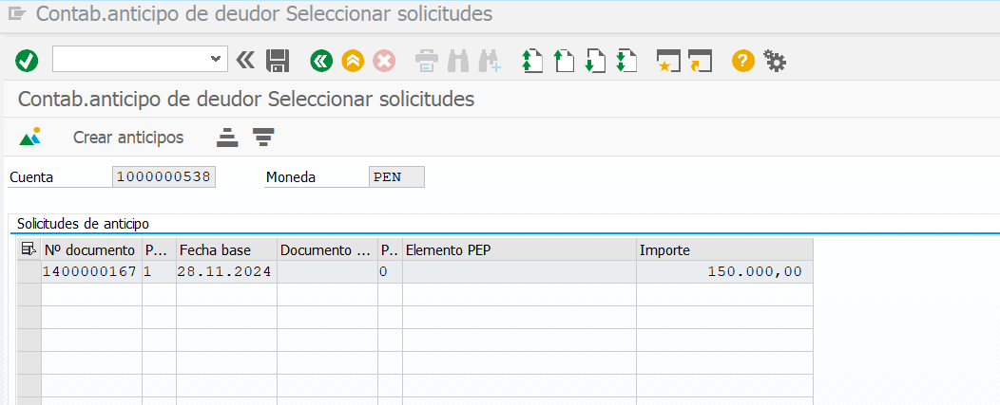 Contab.anticipo de deudor Seleccionar solicitudes
Contab.anticipo de deudor Seleccionar solicitudes
Crear anticipos
Cuenta 1000000538 Moneda PEN
Solicitudes de anticipo
Nº documento P... Fecha base Documento ... P.. Elemento PEP Importe
1400000167 1 28.11.2024 0 150.000,00